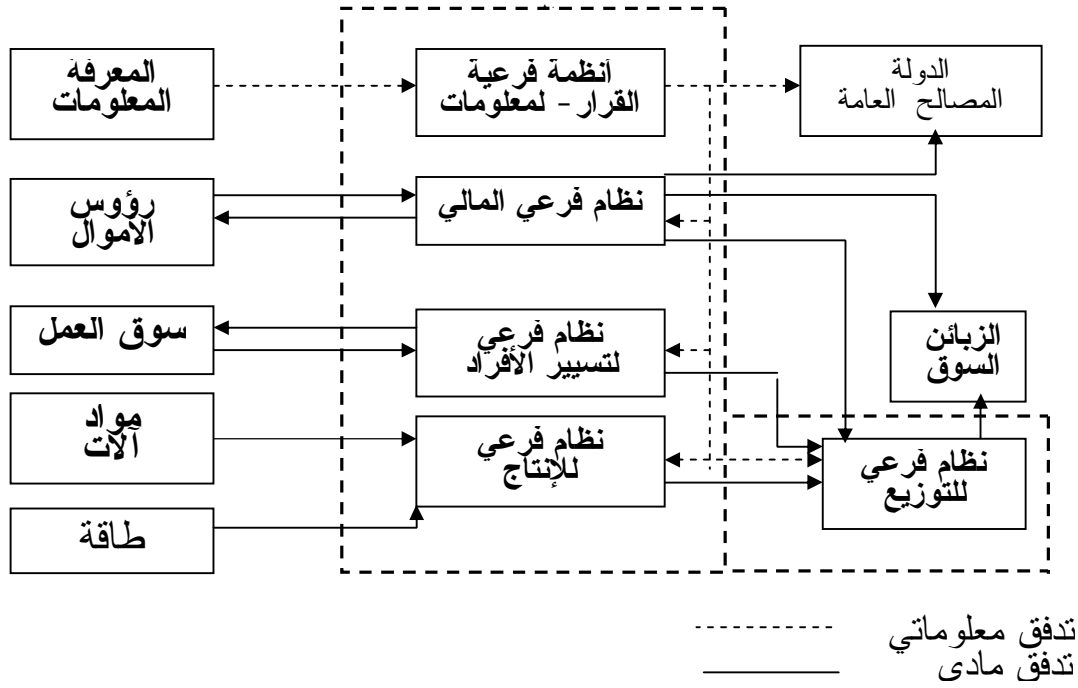 المعرفة
المعلومات
أنظمة فرعية
القرار - لمعلومات
الدولة
المصالح العامة
رؤوس
الأموال
نظام فرعي المالي
سوق العمل
نظام فرعي
لتسيير الأفراد
الزبائن
السوق
مواد
آلات
نظام فرعي
للإنتاج
نظام فرعي
للتوزيع
طاقة
تدفق معلوماتي
تدفق مادي